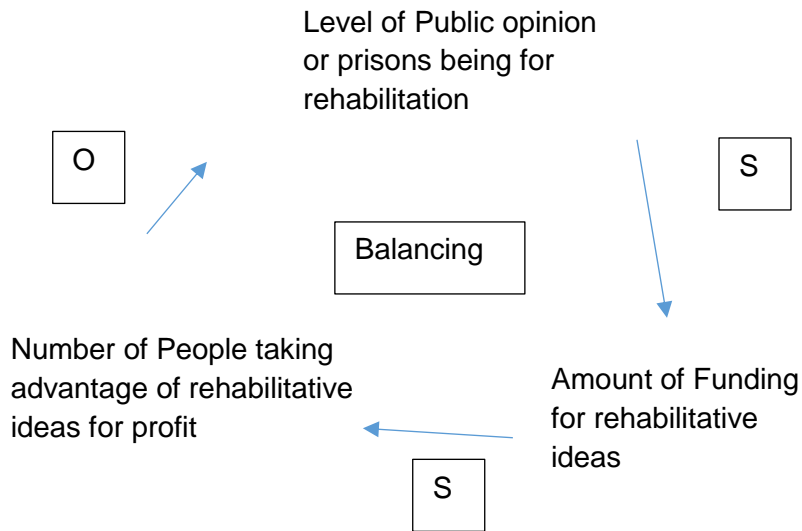 Level of Public opinion
or prisons being for
rehabilitation
O
S
Balancing
Number of People taking
advantage of rehabilitative
ideas for profit
Amount of Funding
for rehabilitative
ideas
S